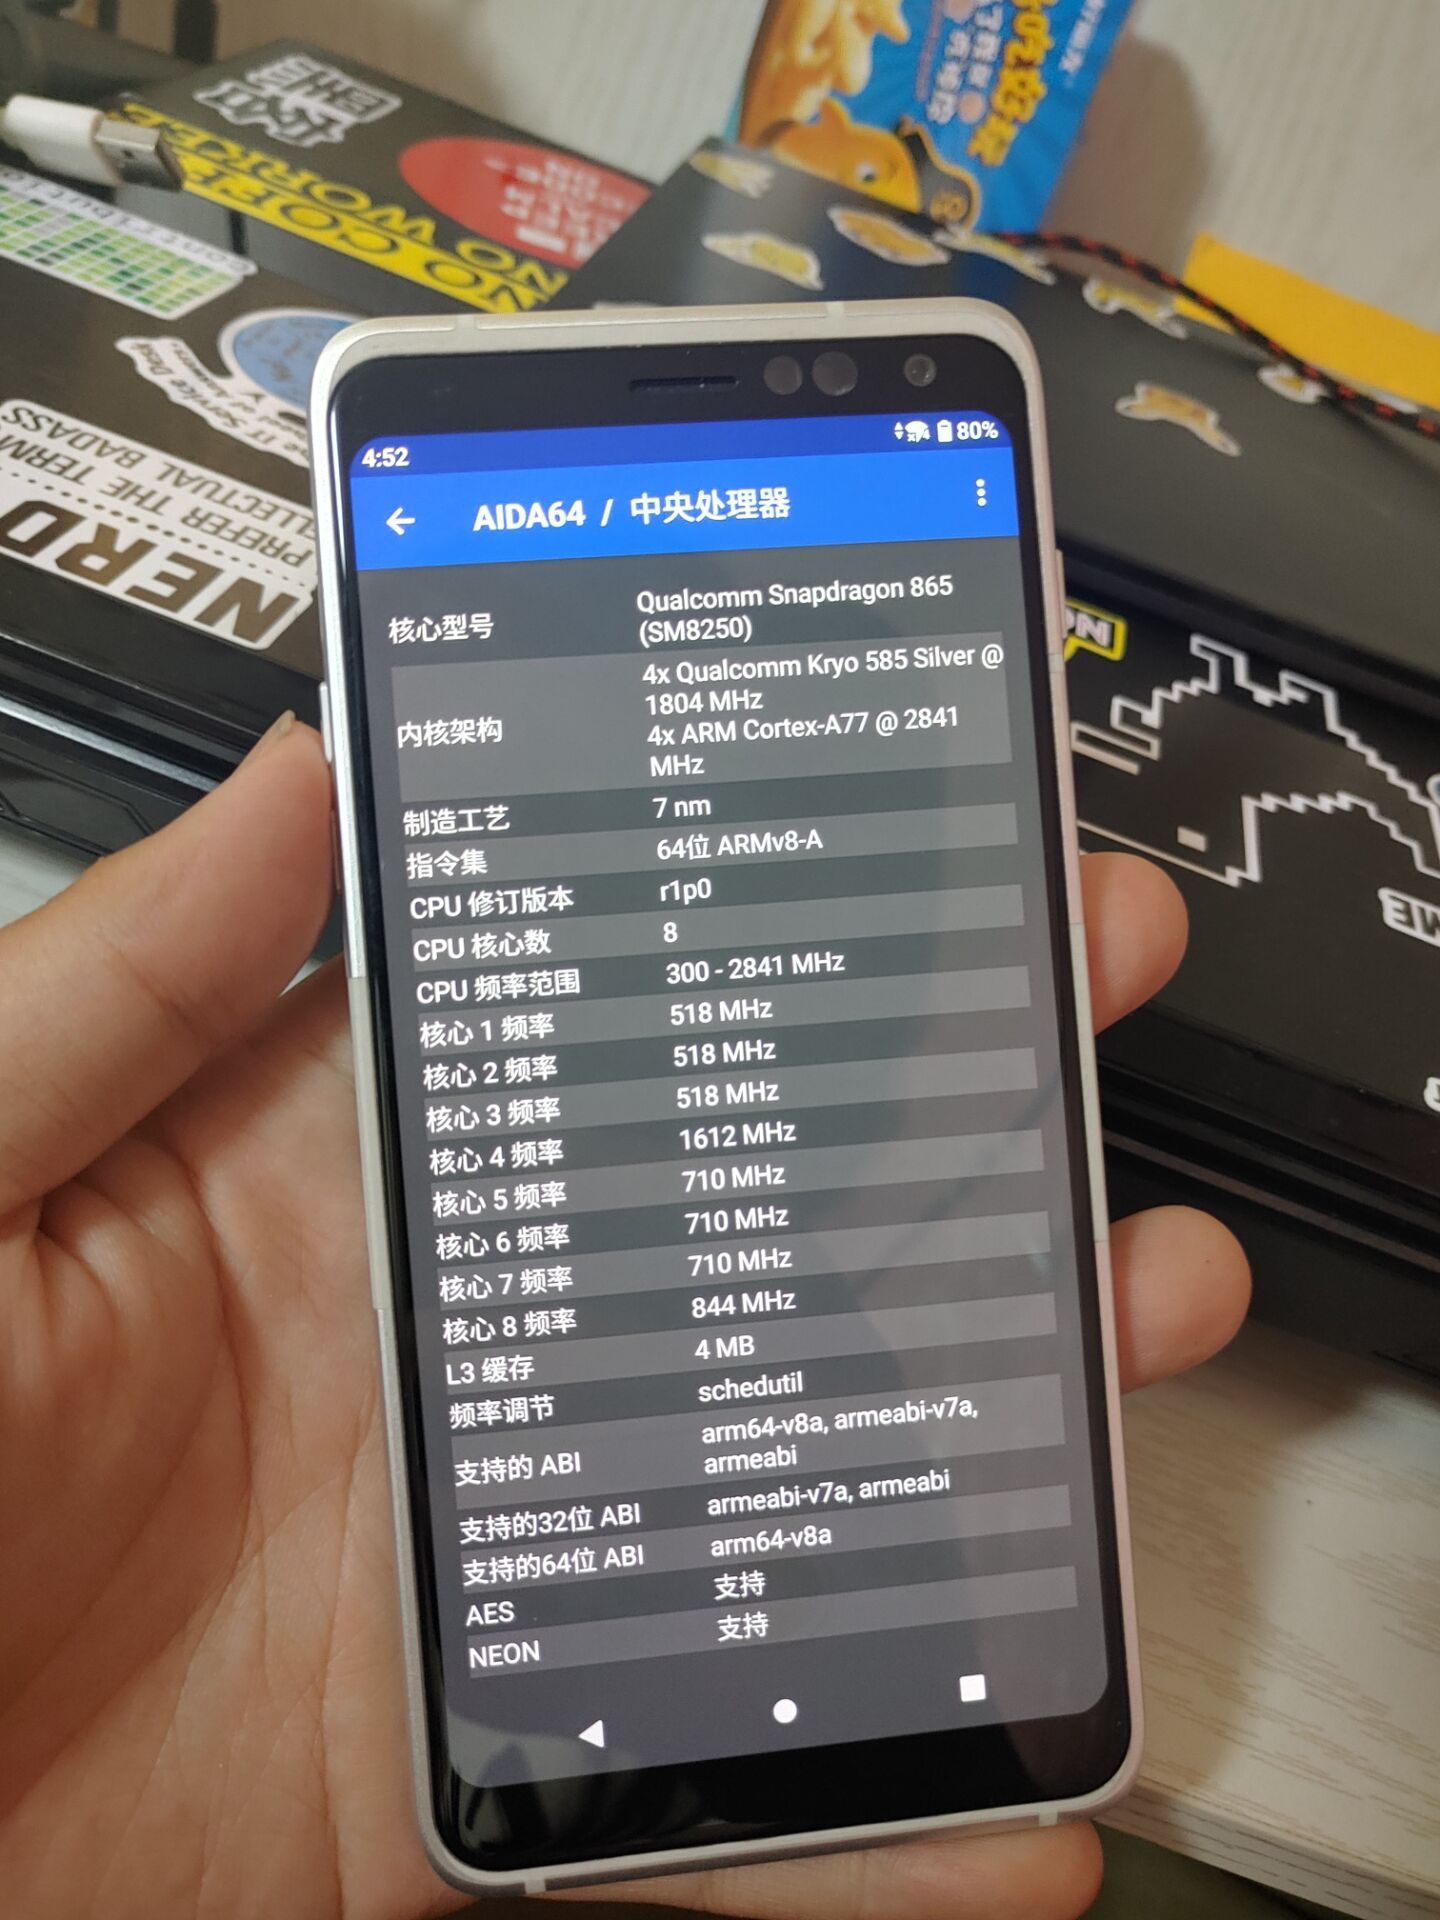 NO COFFEE
NO WORKEE
contribut
IT Service Desk
NERD
PREFER THE TERM
LLECTUAL BADASS
4:52
80%
AIDA64 / 中央处理器
核心型号 Qualcomm Snapdragon 865 (SM8250)
内核架构 4x Qualcomm Kryo 585 Silver @ 1804 MHz
4x ARM Cortex-A77 @ 2841 MHz
制造工艺 7 nm
指令集 64位 ARMv8-A
CPU 修订版本 r1p0
CPU 核心数 8
CPU 频率范围 300 - 2841 MHz
核心 1 频率 518 MHz
核心 2 频率 518 MHz
核心 3 频率 518 MHz
核心 4 频率 1612 MHz
核心 5 频率 710 MHz
核心 6 频率 710 MHz
核心 7 频率 710 MHz
核心 8 频率 844 MHz
L3 缓存 4 MB
频率调节 schedutil
支持的 ABI arm64-v8a, armeabi-v7a, armeabi
支持的32位 ABI armeabi-v7a, armeabi
支持的64位 ABI arm64-v8a
AES 支持
NEON 支持